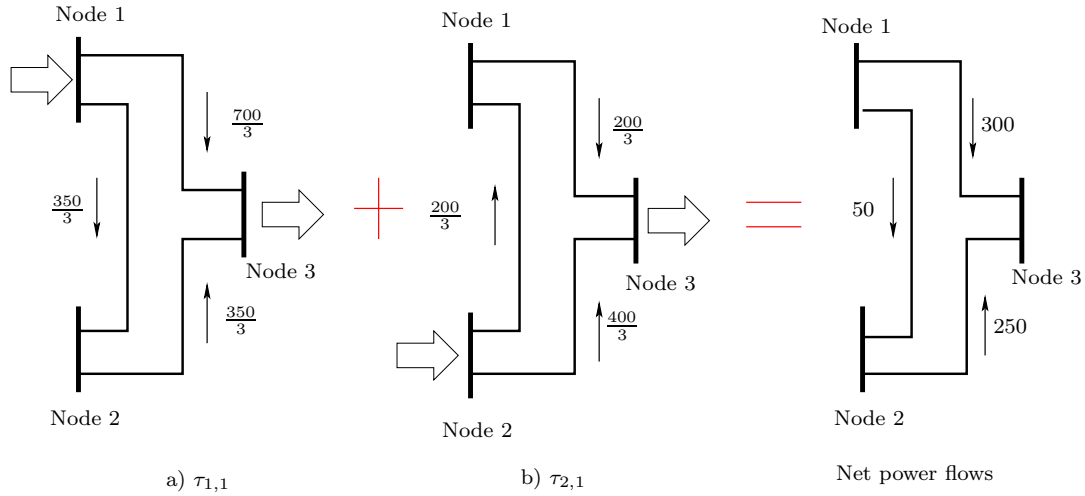 Node 1
700/3
350/3
Node 3
350/3
Node 2
a) τ1,1
+
Node 1
200/3
200/3
Node 3
400/3
Node 2
b) τ2,1
=
Node 1
300
50
Node 3
250
Node 2
Net power flows